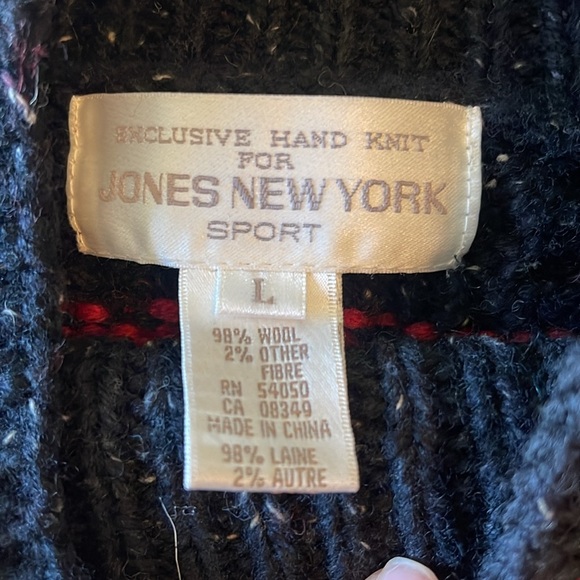 EXCLUSIVE HAND KNIT
FOR
JONES NEW YORK
SPORT
L
98% WOOL
2% OTHER
FIBRE
RN 54050
CA 08349
MADE IN CHINA
98% LAINE
2% AUTRE